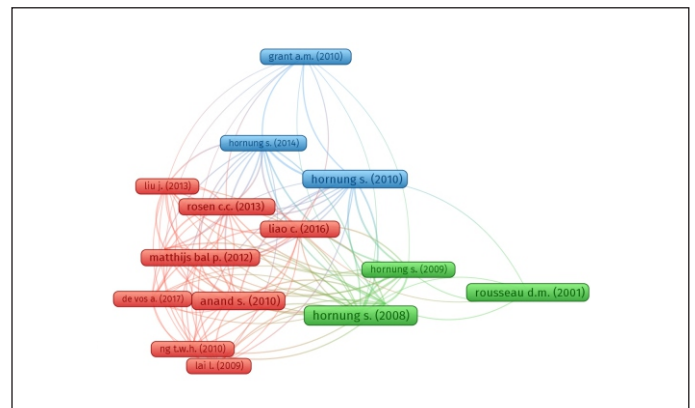 grant a.m. (2010)
hornung s. (2014)
hornung s. (2010)
liu j. (2013)
rosen c.c. (2013)
liao c. (2016)
matthijs bal p. (2012)
hornung s. (2009)
rousseau d.m. (2001)
de vos a. (2017)
anand s. (2010)
hornung s. (2008)
ng t.w.h. (2010)
lai l. (2009)